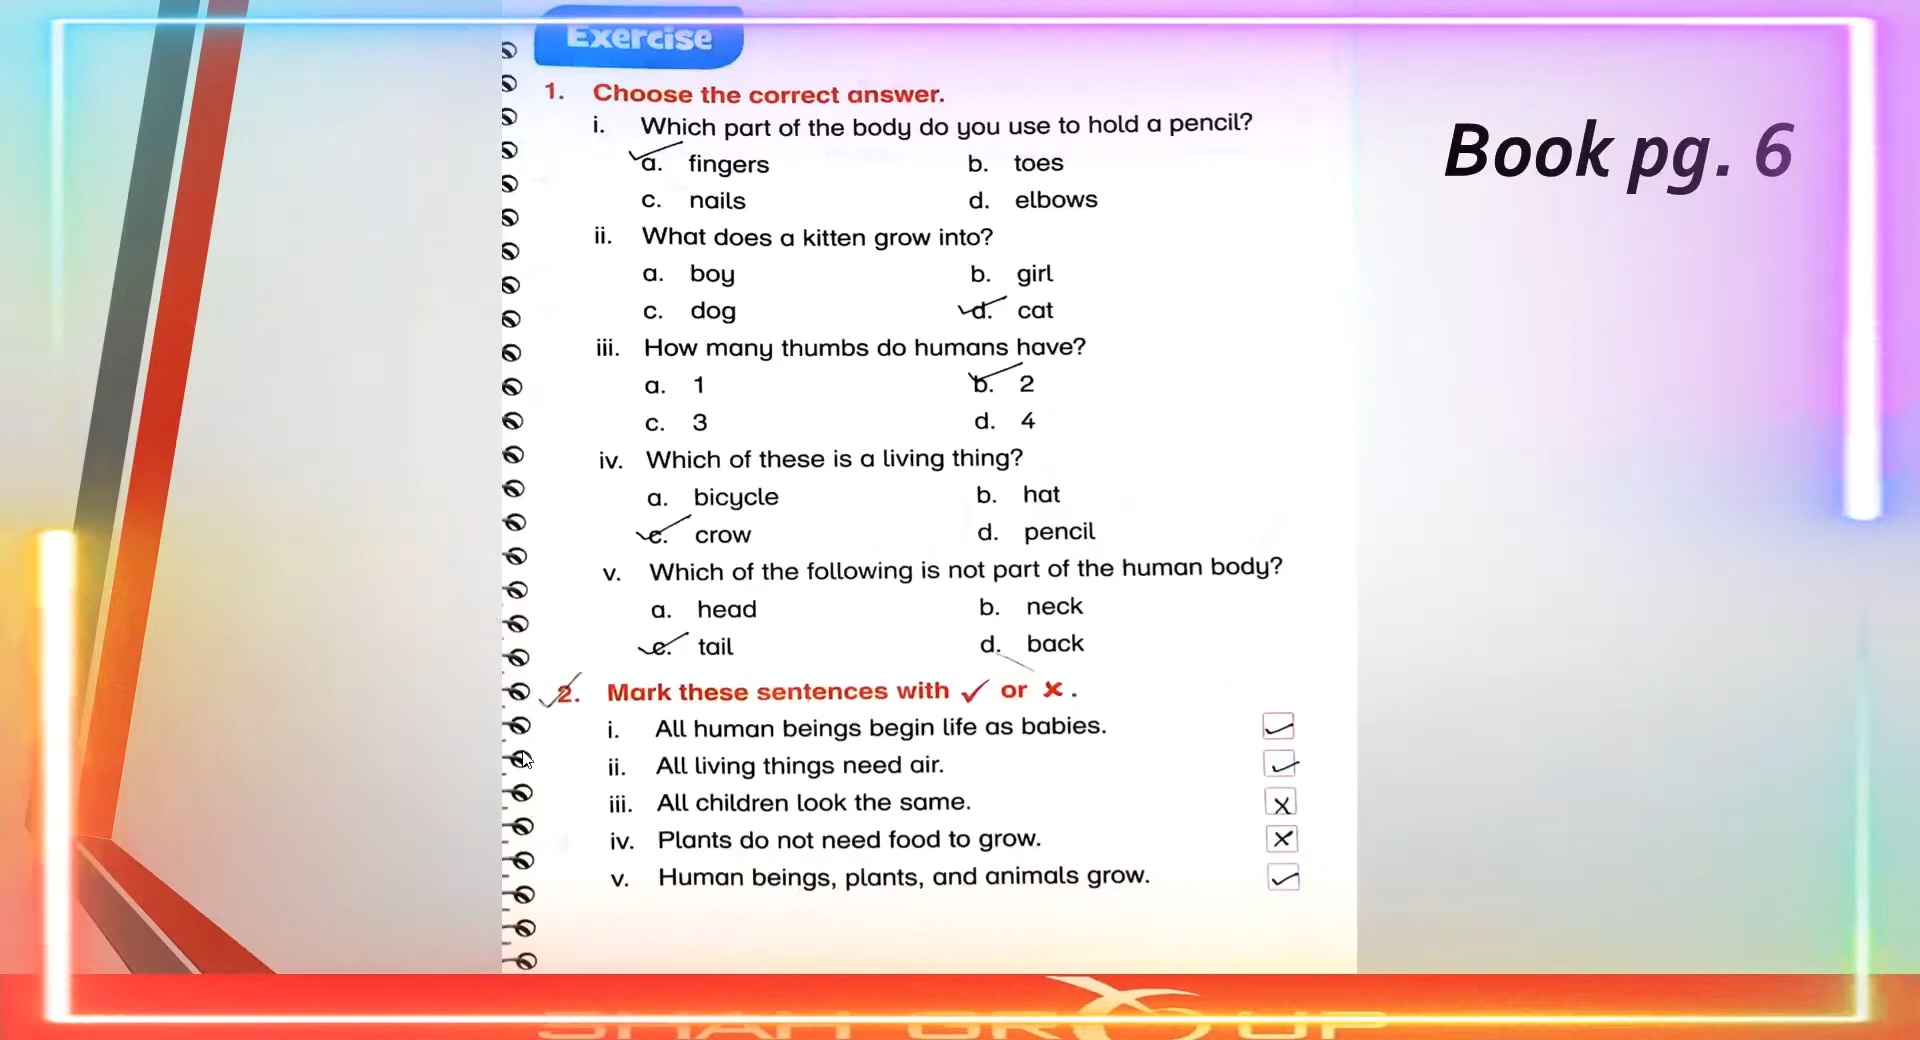 Exercise
1. Choose the correct answer.
Book pg. 6
i. Which part of the body do you use to hold a pencil?
a. fingers b. toes
c. nails d. elbows
ii. What does a kitten grow into?
a. boy b. girl
c. dog d. cat
iii. How many thumbs do humans have?
a. 1 b. 2
c. 3 d. 4
iv. Which of these is a living thing?
a. bicycle b. hat
c. crow d. pencil
v. Which of the following is not part of the human body?
a. head b. neck
c. tail d. back
2. Mark these sentences with ✓ or ✗.
i. All human beings begin life as babies. ✓
ii. All living things need air. ✓
iii. All children look the same. ✗
iv. Plants do not need food to grow. ✗
v. Human beings, plants, and animals grow. ✓
SHAH GROUP